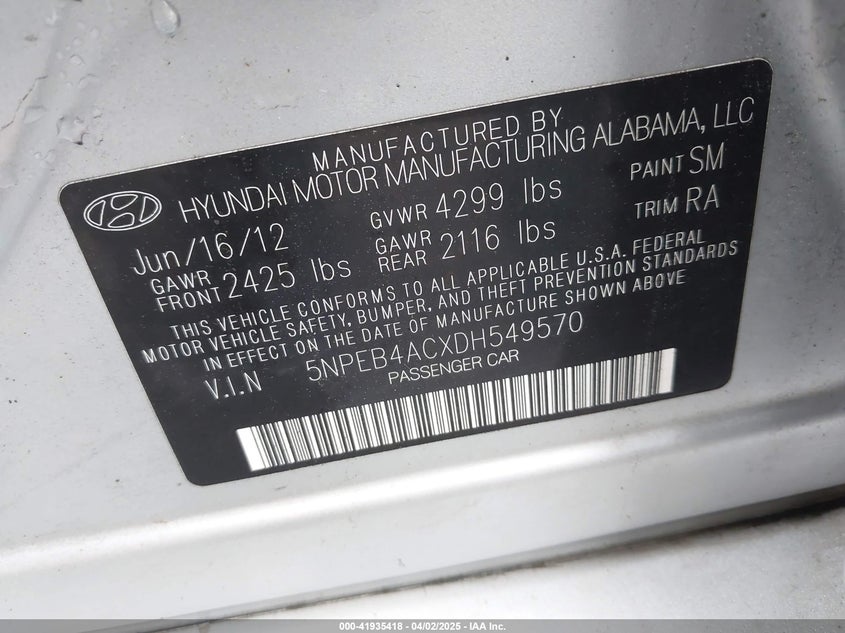 MANUFACTURED BY
HYUNDAI MOTOR MANUFACTURING ALABAMA, LLC
Jun/16/12 GVWR 4299 lbs PAINT SM
GAWR FRONT 2425 lbs GAWR REAR 2116 lbs TRIM RA
THIS VEHICLE CONFORMS TO ALL APPLICABLE U.S.A. FEDERAL
MOTOR VEHICLE SAFETY, BUMPER, AND THEFT PREVENTION STANDARDS
IN EFFECT ON THE DATE OF MANUFACTURE SHOWN ABOVE
V.I.N 5NPEB4ACXDH549570
PASSENGER CAR
000-41935418 - 04/02/2025 - IAA Inc.